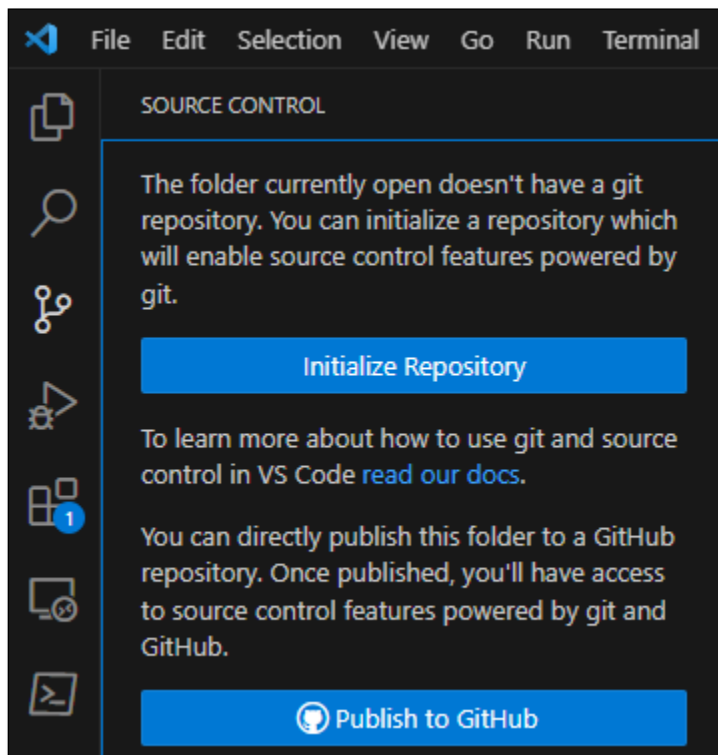 File Edit Selection View Go Run Terminal
SOURCE CONTROL
The folder currently open doesn't have a git
repository. You can initialize a repository which
will enable source control features powered by
git.
Initialize Repository
To learn more about how to use git and source
control in VS Code read our docs.
1
You can directly publish this folder to a GitHub
repository. Once published, you'll have access
to source control features powered by git and
GitHub.
Publish to GitHub